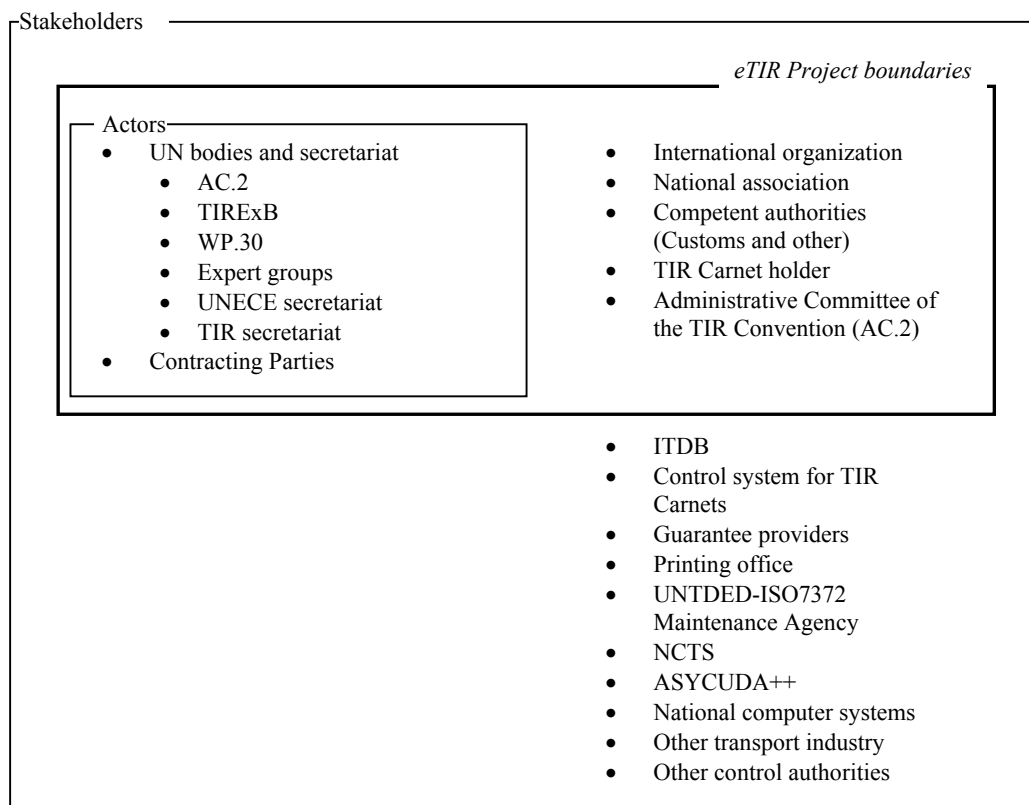 Stakeholders
eTIR Project boundaries
Actors
• UN bodies and secretariat
• AC.2
• TIRExB
• WP.30
• Expert groups
• UNECE secretariat
• TIR secretariat
• Contracting Parties
• International organization
• National association
• Competent authorities
(Customs and other)
• TIR Carnet holder
• Administrative Committee of
the TIR Convention (AC.2)
• ITDB
• Control system for TIR
Carnets
• Guarantee providers
• Printing office
• UNTDED-ISO7372
Maintenance Agency
• NCTS
• ASYCUDA++
• National computer systems
• Other transport industry
• Other control authorities